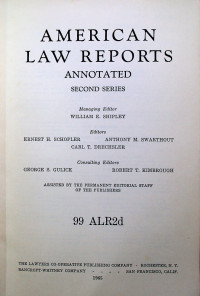 AMERICAN
LAW REPORTS
ANNOTATED
SECOND SERIES
Managing Editor
WILLIAM E. SHIPLEY
Editors
ERNEST H. SCHOPLER ANTHONY M. SWARTHOUT
CARL T. DRECHSLER
Consulting Editors
GEORGE S. GULICK ROBERT T. KIMBROUGH
ASSISTED BY THE PERMANENT EDITORIAL STAFF
OF THE PUBLISHERS
99 ALR2d
THE LAWYERS CO-OPERATIVE PUBLISHING COMPANY · ROCHESTER, N. Y.
BANCROFT-WHITNEY COMPANY · · · · SAN FRANCISCO, CALIF.